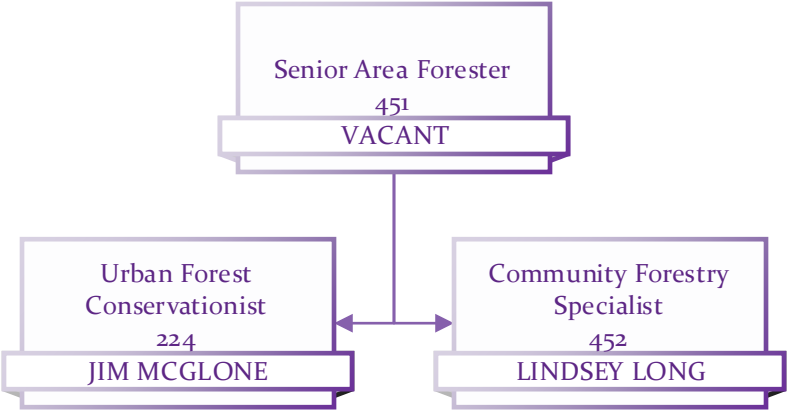 Senior Area Forester
451
VACANT
Urban Forest
Conservationist
224
JIM MCGLONE
Community Forestry
Specialist
452
LINDSEY LONG